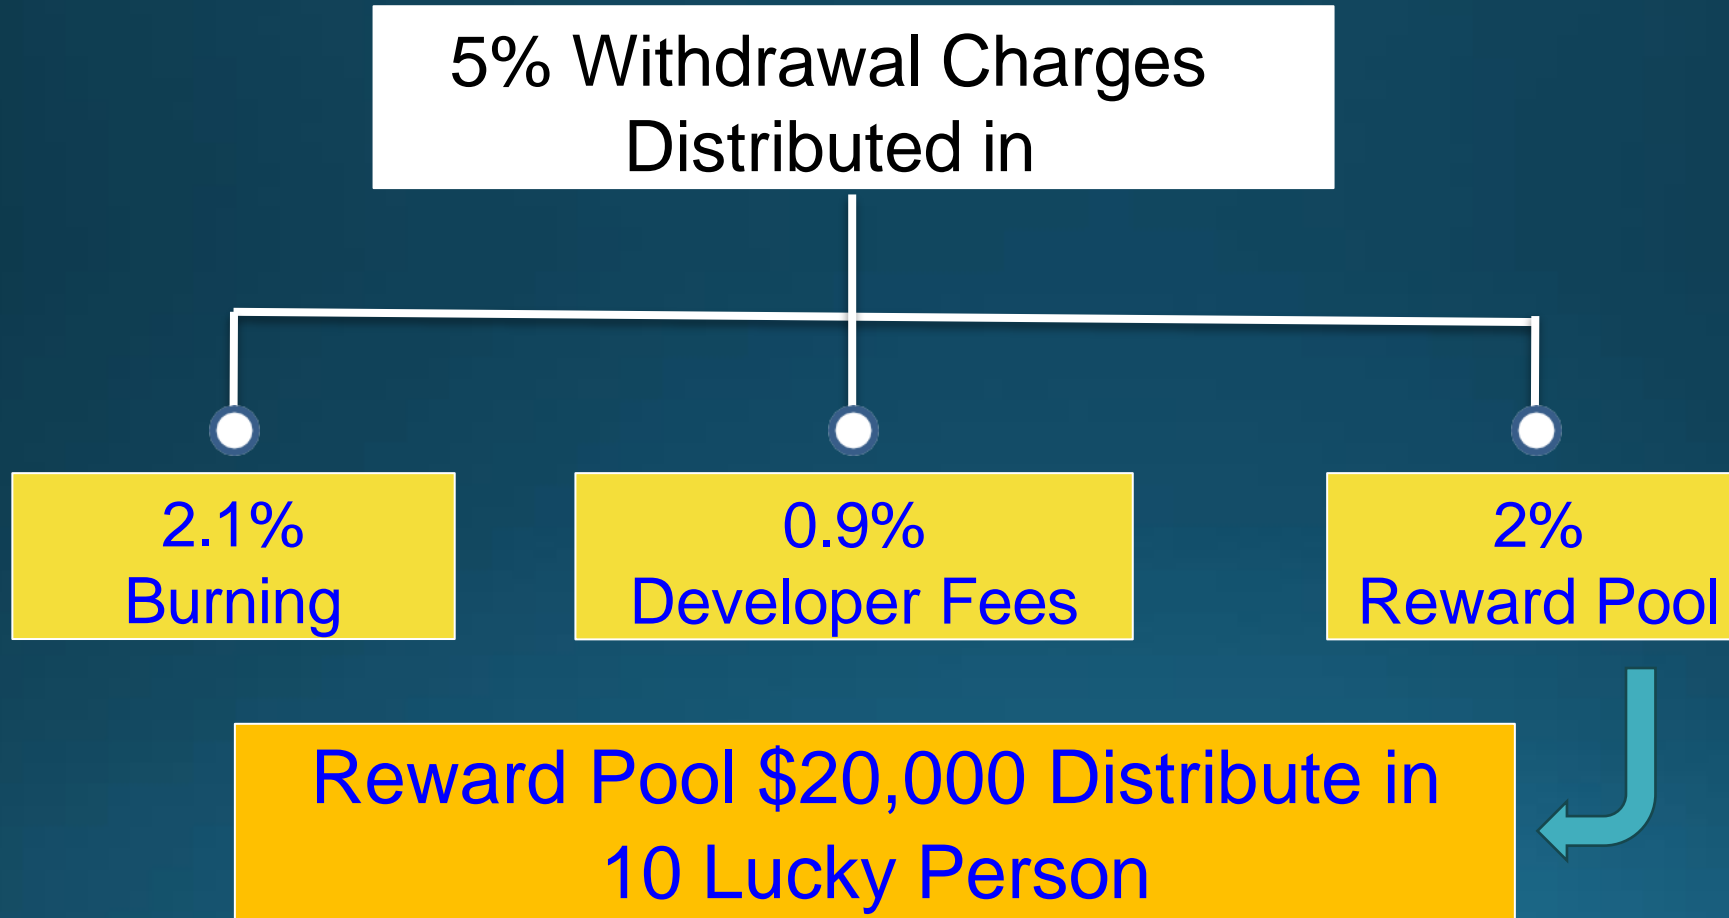 5% Withdrawal Charges
Distributed in
2.1%
Burning
0.9%
Developer Fees
2%
Reward Pool
Reward Pool $20,000 Distribute in
10 Lucky Person